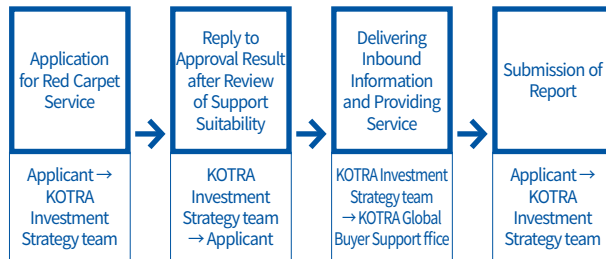 Application
for Red Carpet
Service
Applicant →
KOTRA
Investment
Strategy team
Reply to
Approval Result
after Review
of Support
Suitability
KOTRA
Investment
Strategy team
→ Applicant
Delivering
Inbound
Information
and Providing
Service
KOTRA Investment
Strategy team
→ KOTRA Global
Buyer Support ffice
Submission of
Report
Applicant →
KOTRA
Investment
Strategy team